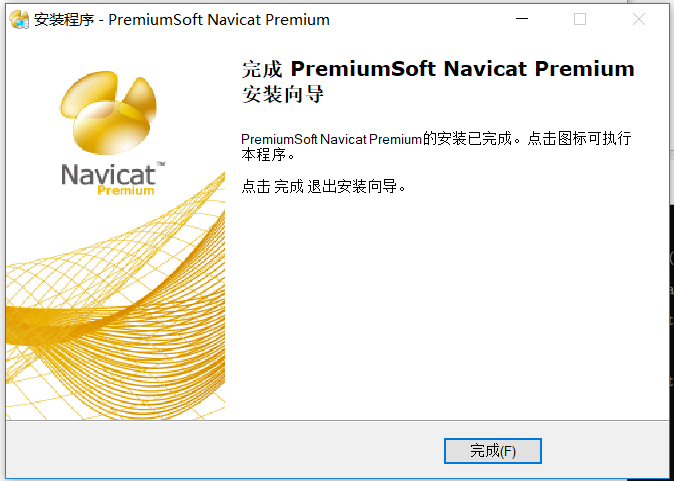 安装程序 - PremiumSoft Navicat Premium
完成 PremiumSoft Navicat Premium
安装向导
Navicat™
Premium
PremiumSoft Navicat Premium的安装已完成。点击图标可执行
本程序。
点击 完成 退出安装向导。
完成(F)